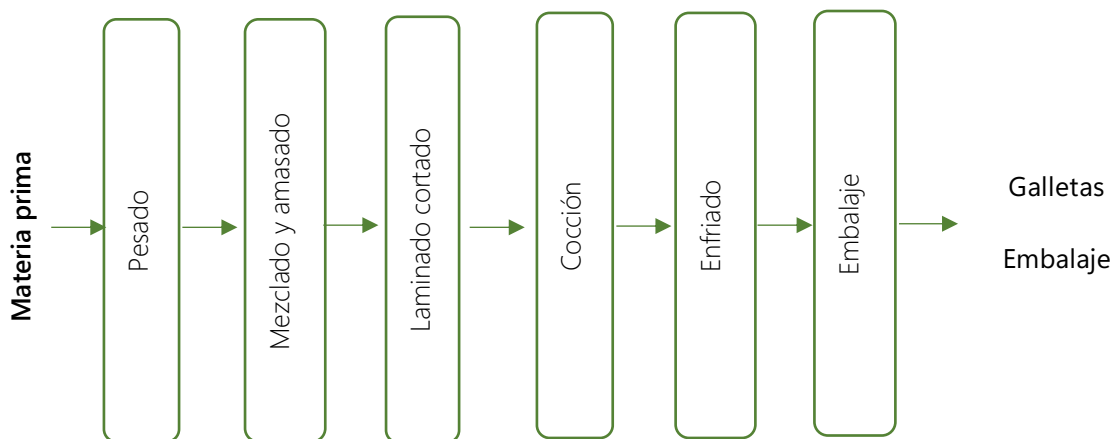 Materia prima
Pesado
Mezclado y amasado
Laminado cortado
Cocción
Enfriado
Embalaje
Galletas
Embalaje